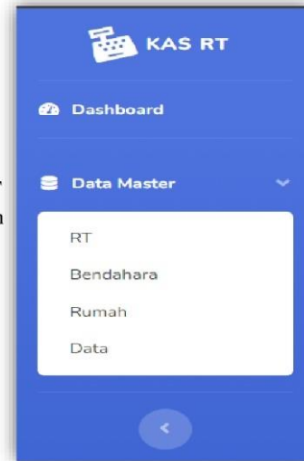 KAS RT
Dashboard
Data Master
RT
Bendahara
Rumah
Data